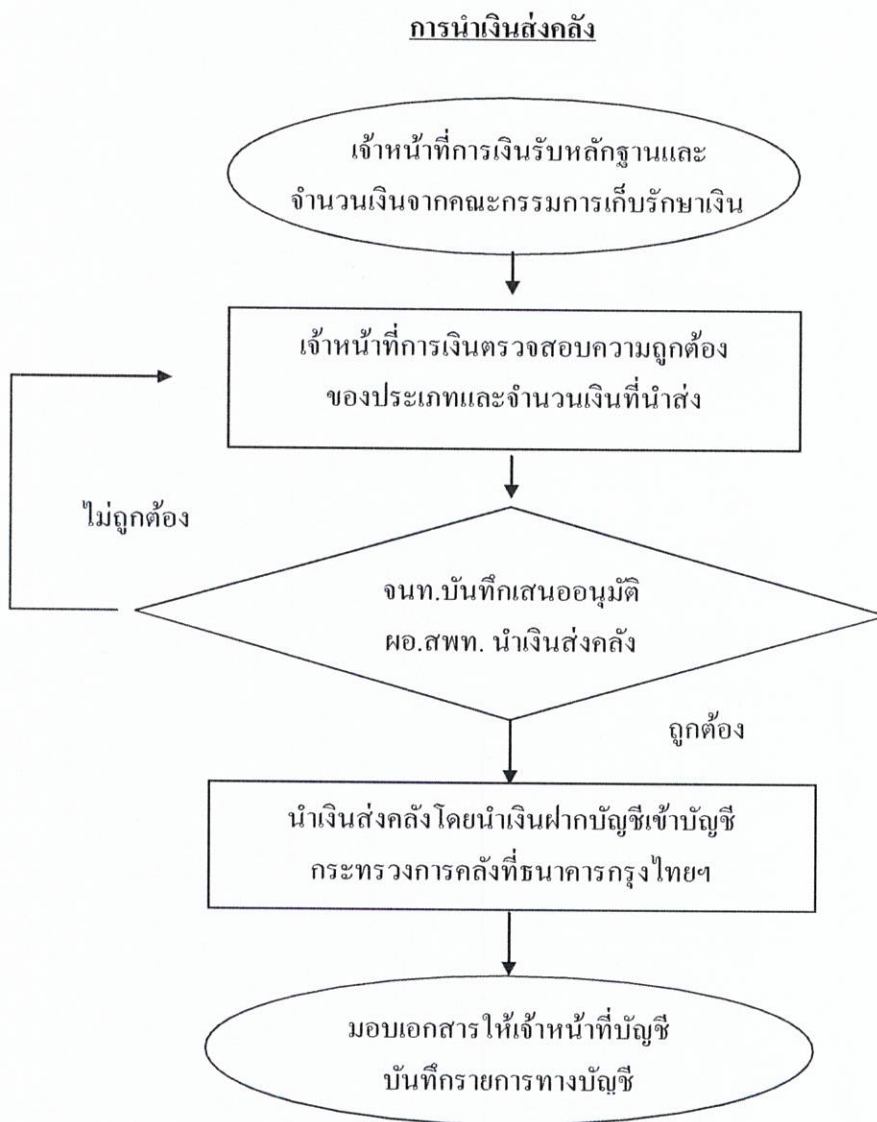 การนำเงินส่งคลัง
เจ้าหน้าที่การเงินรับหลักฐานและ
จำนวนเงินจากคณะกรรมการเก็บรักษาเงิน
เจ้าหน้าที่การเงินตรวจสอบความถูกต้อง
ของประเภทและจำนวนเงินที่นำส่ง
ไม่ถูกต้อง
จนท.บันทึกเสนออนุมัติ
ผอ.สพท. นำเงินส่งคลัง
ถูกต้อง
นำเงินส่งคลังโดยนำเงินฝากบัญชีเข้าบัญชี
กระทรวงการคลังที่ธนาคารกรุงไทยฯ
มอบเอกสารให้เจ้าหน้าที่บัญชี
บันทึกรายการทางบัญชี